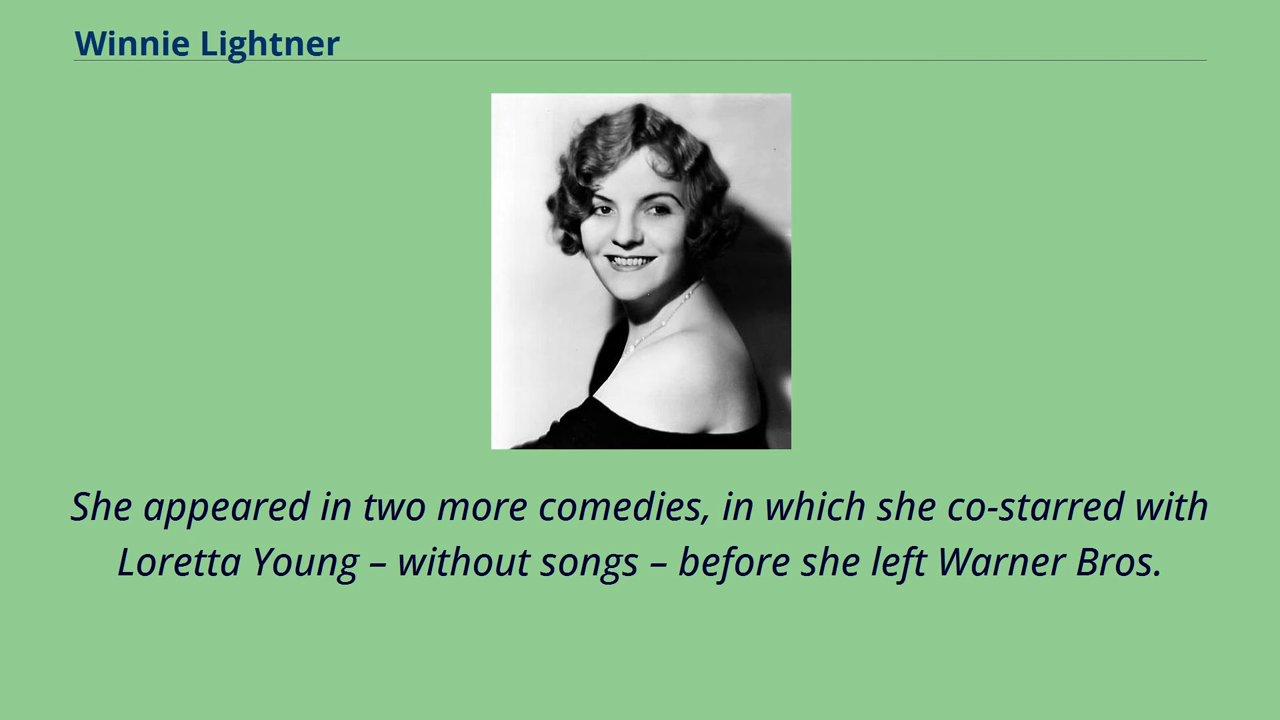 Winnie Lightner
She appeared in two more comedies, in which she co-starred with
Loretta Young – without songs – before she left Warner Bros.